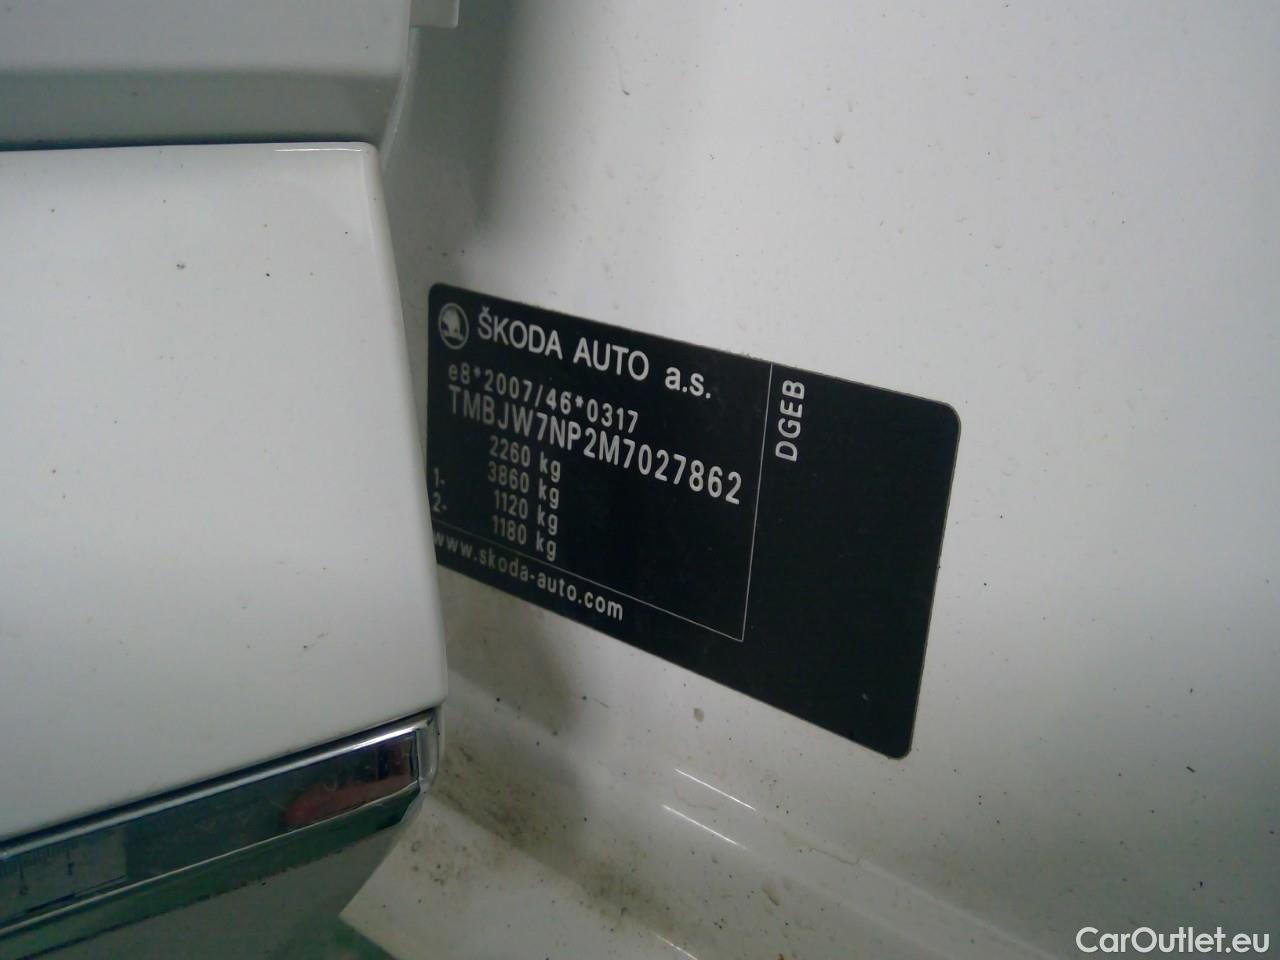 ŠKODA AUTO a.s.
e8*2007/46*0317
TMBJW7NP2M7027862
2260 kg
3860 kg
1- 1120 kg
2- 1180 kg
www.skoda-auto.com
DGEB
CarOutlet.eu